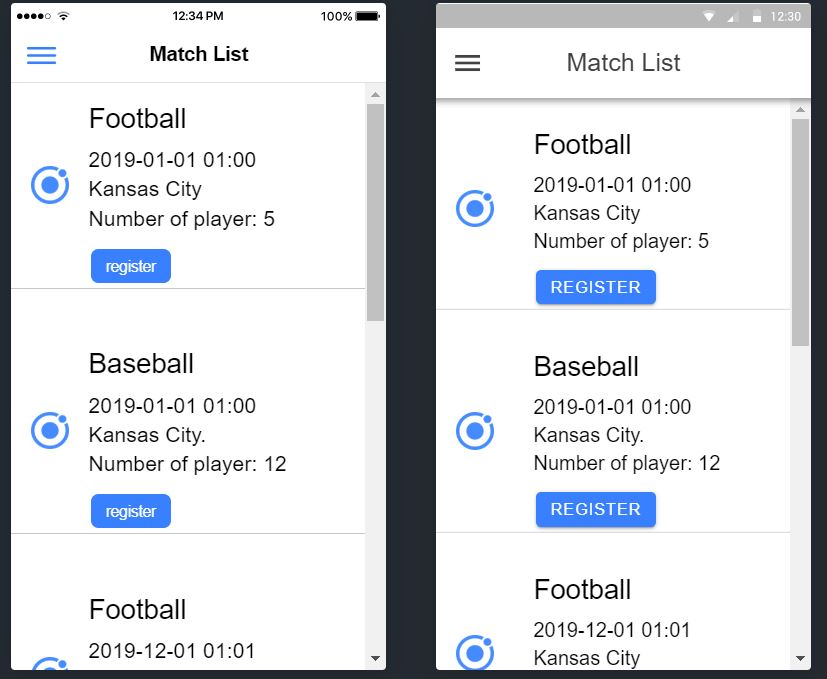 12:34 PM
100%
Match List
Football
2019-01-01 01:00
Kansas City
Number of player: 5
register
Baseball
2019-01-01 01:00
Kansas City.
Number of player: 12
register
Football
2019-12-01 01:01
12:30
Match List
Football
2019-01-01 01:00
Kansas City
Number of player: 5
REGISTER
Baseball
2019-01-01 01:00
Kansas City.
Number of player: 12
REGISTER
Football
2019-12-01 01:01
Kansas City